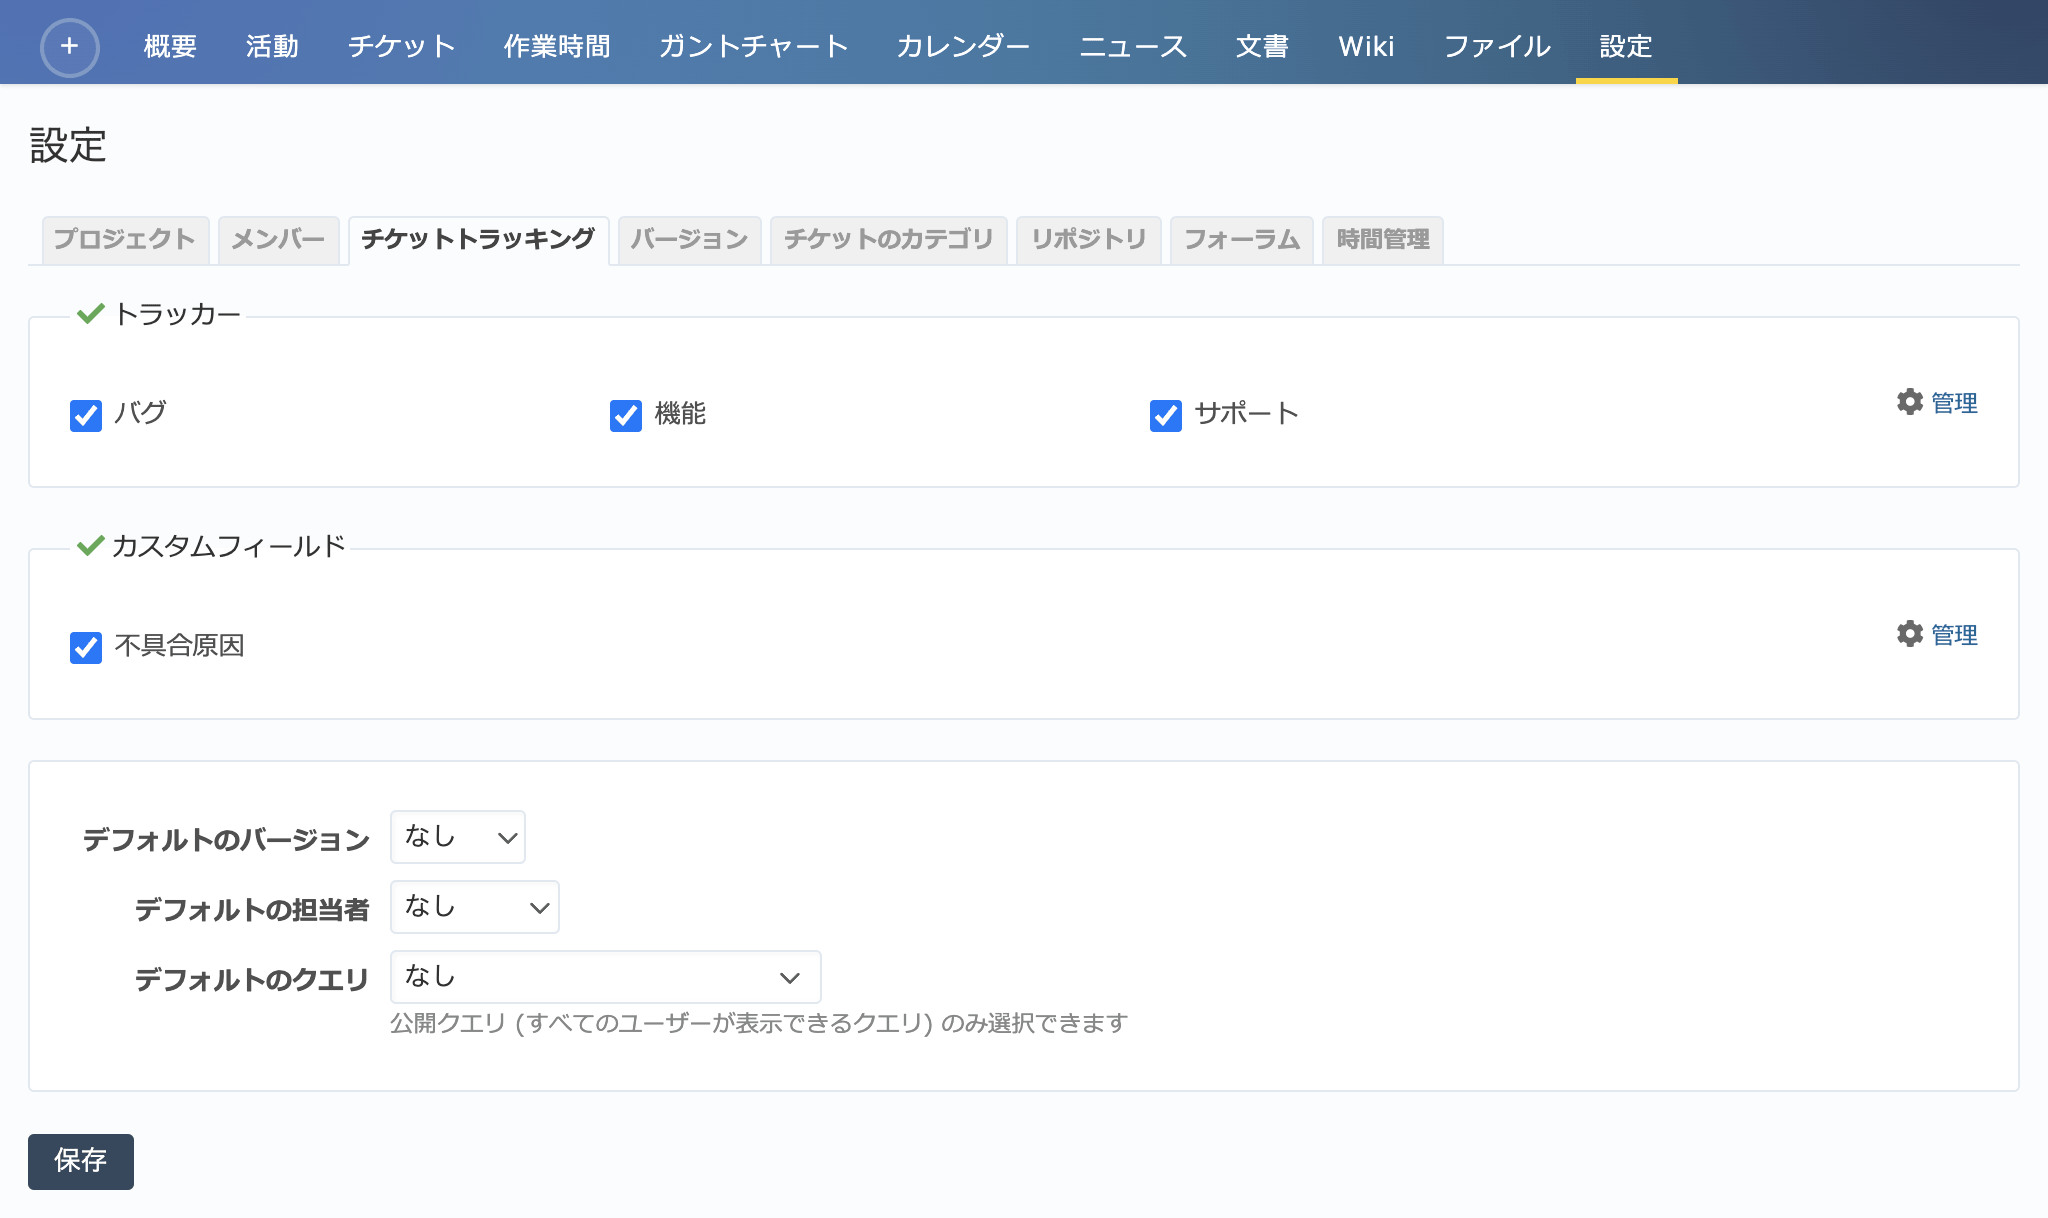 + 概要 活動 チケット 作業時間 ガントチャート カレンダー ニュース 文書 Wiki ファイル 設定
設定
プロジェクト メンバー チケットトラッキング バージョン チケットのカテゴリ リポジトリ フォーラム 時間管理
トラッカー
バグ 機能 サポート 管理
カスタムフィールド
不具合原因 管理
デフォルトのバージョン なし
デフォルトの担当者 なし
デフォルトのクエリ なし
公開クエリ (すべてのユーザーが表示できるクエリ) のみ選択できます
保存